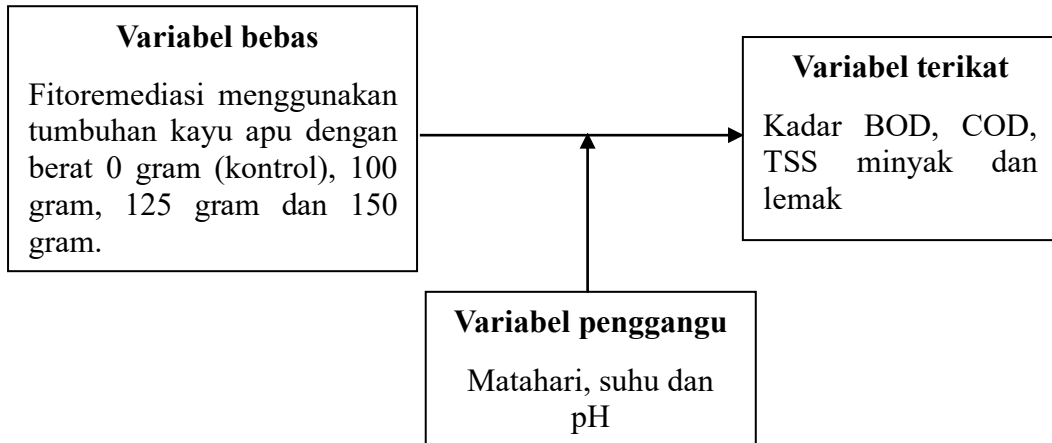 Variabel bebas
Fitoremediasi menggunakan
tumbuhan kayu apu dengan
berat 0 gram (kontrol), 100
gram, 125 gram dan 150
gram.
Variabel terikat
Kadar BOD, COD,
TSS minyak dan
lemak
Variabel penggangu
Matahari, suhu dan
pH